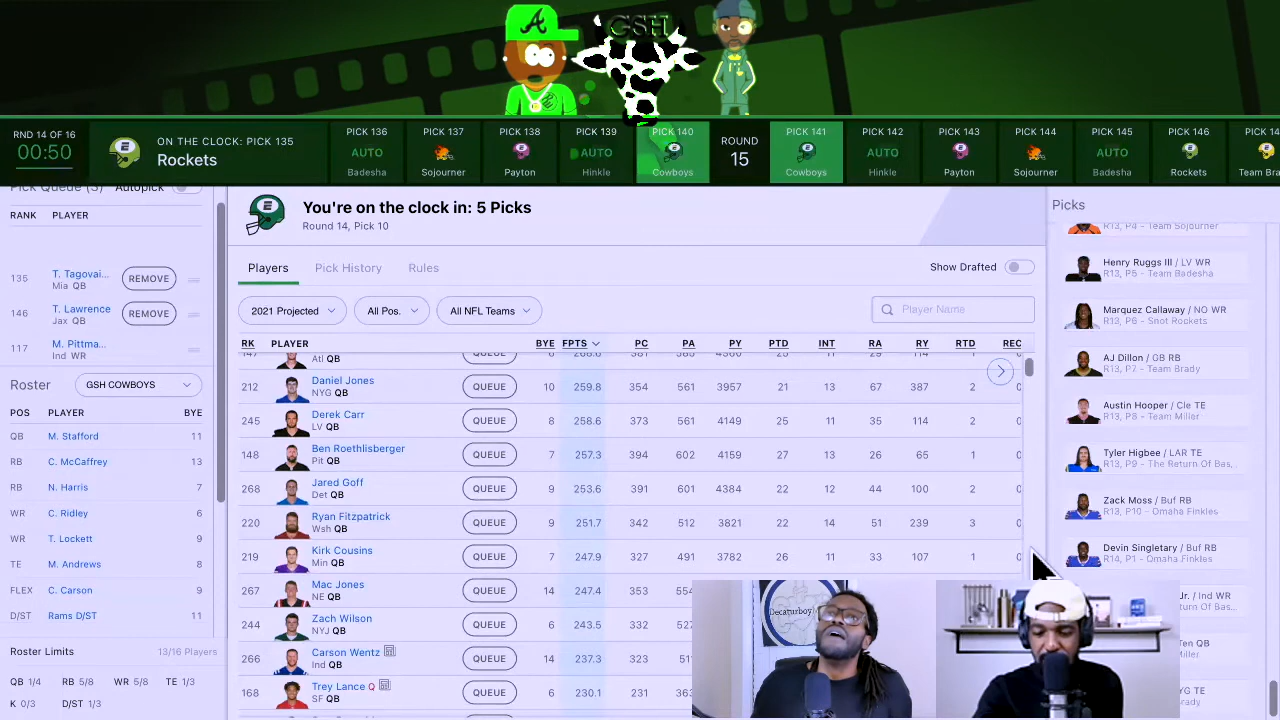 GSH
RND 14 OF 16
00:50
ON THE CLOCK: PICK 135
Rockets
PICK 136
AUTO
Badesha
PICK 137
Sojourner
PICK 138
Payton
PICK 139
AUTO
Hinkle
PICK 140
Cowboys
ROUND
15
PICK 141
Cowboys
PICK 142
AUTO
Hinkle
PICK 143
Payton
PICK 144
Sojourner
PICK 145
AUTO
Badesha
PICK 146
Rockets
Team Bra
Pick Queue (3) Autopick
RANK PLAYER
135 T. Tagovai... REMOVE
Mia QB
146 T. Lawrence REMOVE
Jax QB
117 M. Pittma...
Ind WR
Roster GSH COWBOYS
POS PLAYER BYE
QB M. Stafford 11
RB C. McCaffrey 13
RB N. Harris 7
WR C. Ridley 6
WR T. Lockett 9
TE M. Andrews 8
FLEX C. Carson 9
D/ST Rams D/ST 11
Roster Limits 13/16 Players
QB 1/4 RB 5/8 WR 5/8 TE 1/3
K 0/3 D/ST 1/3
You're on the clock in: 5 Picks
Round 14, Pick 10
Players Pick History Rules
Show Drafted
2021 Projected All Pos. All NFL Teams Player Name
RK PLAYER BYE FPTS PC PA PY PTD INT RA RY RTD REC
Atl QB
212 Daniel Jones QUEUE 10 259.8 354 561 3957 21 13 67 387 2
NYG QB
245 Derek Carr QUEUE 8 258.6 373 561 4149 25 11 35 114 2
LV QB
148 Ben Roethlisberger QUEUE 7 257.3 394 602 4159 27 13 26 65 1
Pit QB
268 Jared Goff QUEUE 9 253.6 391 601 4384 22 12 44 100 2
Det QB
220 Ryan Fitzpatrick QUEUE 251.7 342 512 3821 22 14 51 239 3
Wsh QB
219 Kirk Cousins QUEUE 7 247.9 327 491 3782 26 11 33 107 1
Min QB
267 Mac Jones QUEUE 14 247.4 353
NE QB
244 Zach Wilson QUEUE 6 243.5 332
NYJ QB
266 Carson Wentz QUEUE 14 237.3 323
Ind QB
168 Trey Lance Q QUEUE 6 230.1 231
SF QB
Picks
R13, P4 - Team Sojourner
Henry Ruggs III / LV WR
R13, P5 - Team Badesha
Marquez Callaway / NO WR
R13, P6 - Snot Rockets
AJ Dillon / GB RB
R13, P7 - Team Brady
Austin Hooper / Cle TE
R13, P8 - Team Miller
Tyler Higbee / LAR TE
R13, P9 - The Return Of Bas...
Zack Moss / Buf RB
R13, P10 - Omaha Finkles
Devin Singletary / Buf RB
R14, P1 - Omaha Finkles
Jr. / Ind WR
Ten QB
Miller
TE
Decaturboy